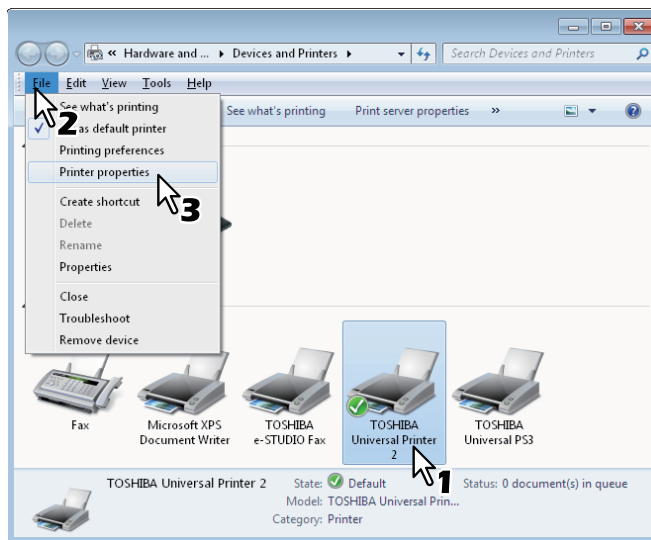 Hardware and ... Devices and Printers Search Devices and Printers
File Edit View Tools Help
See what's printing Print server properties
See what's printing
2 as default printer
Printing preferences
Printer properties
3
Create shortcut
Delete
Rename
Properties
Close
Troubleshoot
Remove device
Fax
Microsoft XPS
Document Writer
TOSHIBA
e-STUDIO Fax
TOSHIBA
Universal Printer
2
TOSHIBA
Universal PS3
1
TOSHIBA Universal Printer 2 State: Default Status: 0 document(s) in queue
Model: TOSHIBA Universal Prin...
Category: Printer